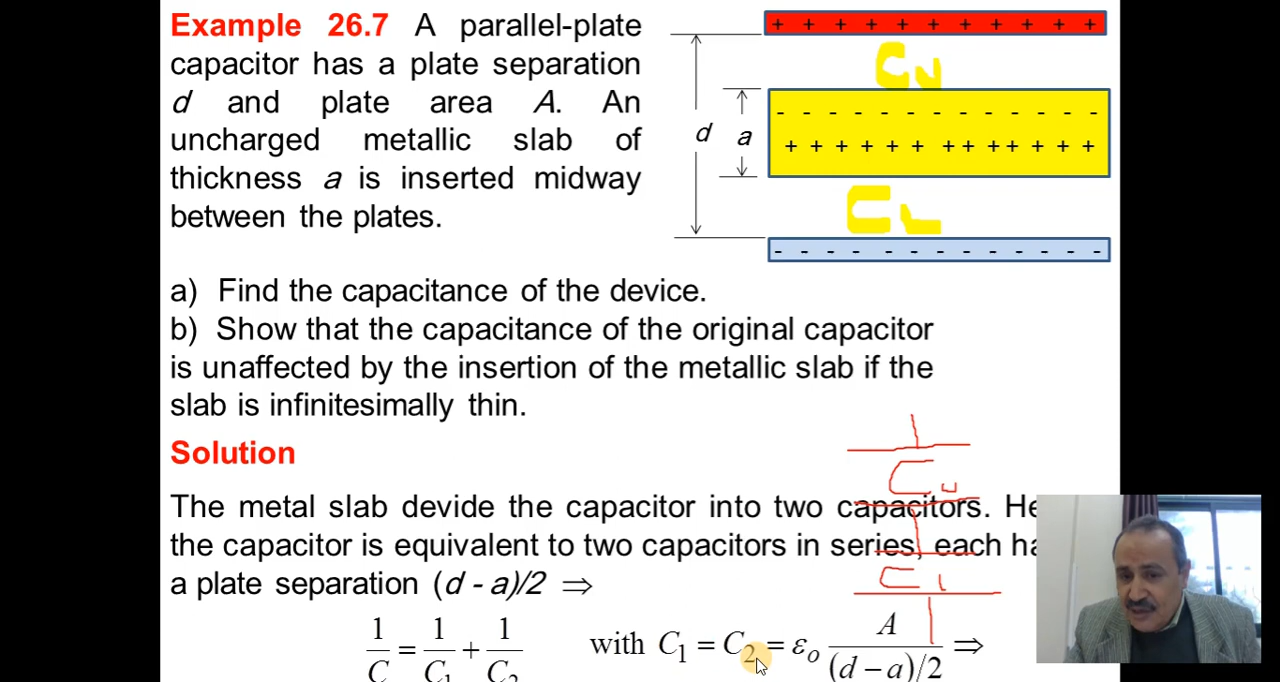 Example 26.7 A parallel-plate
capacitor has a plate separation
d and plate area A. An
uncharged metallic slab of
thickness a is inserted midway
between the plates.
+ + + + + + + + + + +
C u
- - - - - - - - - - - - -
d a
+ + + + + + + + + + + + +
C L
- - - - - - - - - - - - -
a) Find the capacitance of the device.
b) Show that the capacitance of the original capacitor
is unaffected by the insertion of the metallic slab if the
slab is infinitesimally thin.
Solution
C u
The metal slab devide the capacitor into two capacitors.
the capacitor is equivalent to two capacitors in series, each
C L
a plate separation (d - a)/2 ⇒
1/C = 1/C₁ + 1/C₂ with C₁ = C₂ = εₒ A/((d – a)/2) ⇒